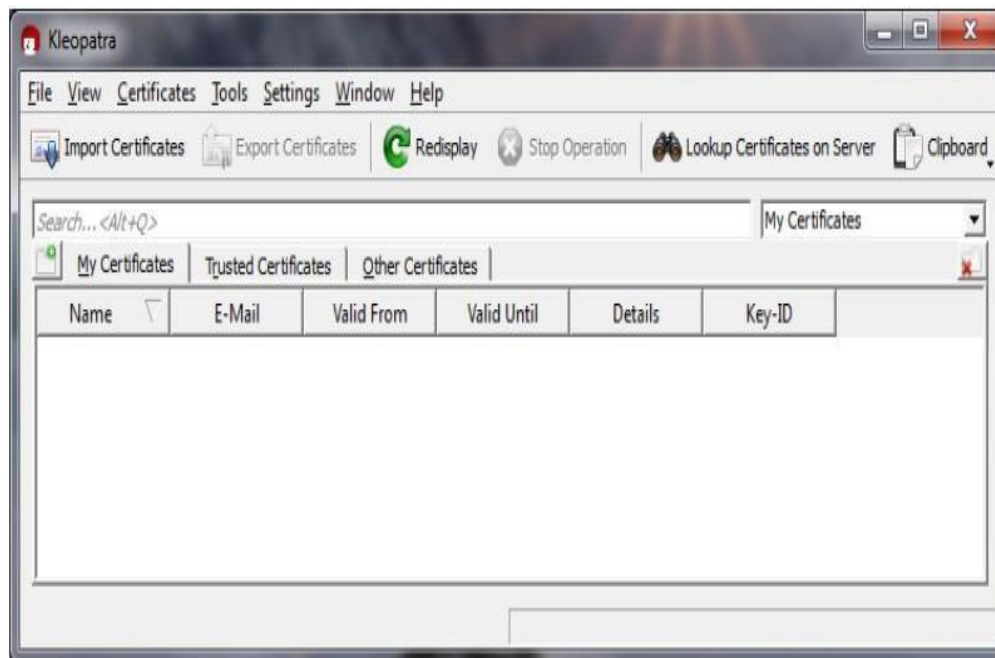 Kleopatra
File View Certificates Tools Settings Window Help
Import Certificates Export Certificates Redisplay Stop Operation Lookup Certificates on Server Clipboard
Search... <Alt+Q> My Certificates
My Certificates Trusted Certificates Other Certificates
Name E-Mail Valid From Valid Until Details Key-ID